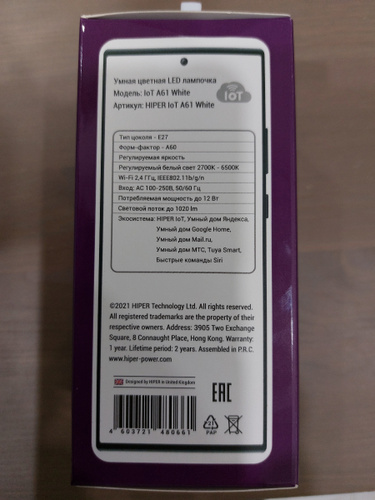 Умная цветная LED лампочка
Модель: IoT A61 White
Артикул: HIPER IoT A61 White
IoT
Тип цоколя - E27
Форм-фактор - A60
Регулируемая яркость
Регулируемый белый свет 2700K - 6500K
Wi-Fi 2,4 ГГц, IEEE802.11b/g/n
Вход: AC 100-250В, 50/60 Гц
Потребляемая мощность до 12 Вт
Световой поток до 1020 lm
Экосистема: HIPER IoT, Умный дом Яндекса,
Умный дом Google Home,
Умный дом Mail.ru,
Умный дом МТС, Tuya Smart,
Быстрые команды Siri
©2021 HIPER Technology Ltd. All rights reserved.
All registered trademarks are the property of their
respective owners. Address: 3905 Two Exchange
Square, 8 Connaught Place, Hong Kong. Warranty:
1 year. Lifetime period: 2 years. Assembled in P.R.C.
www.hiper-power.com
Designed by HIPER in United Kingdom
EAC
4 603721 480661
21
PAP